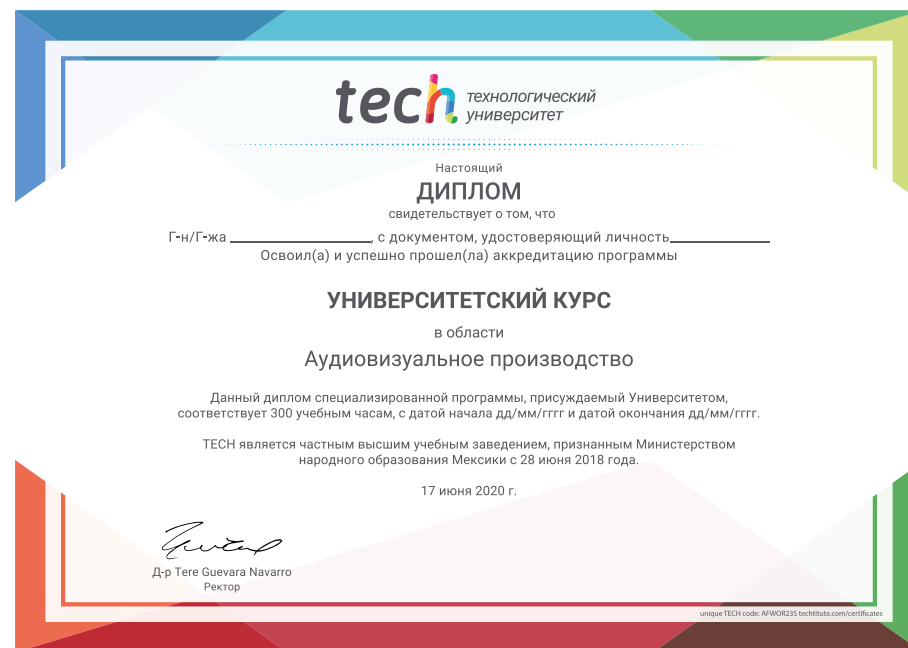 tech технологический
университет
Настоящий
ДИПЛОМ
свидетельствует о том, что
Г-н/Г-жа ____________________, с документом, удостоверяющий личность______________
Освоил(а) и успешно прошел(ла) аккредитацию программы
УНИВЕРСИТЕТСКИЙ КУРС
в области
Аудиовизуальное производство
Данный диплом специализированной программы, присуждаемый Университетом,
соответствует 300 учебным часам, с датой начала дд/мм/гггг и датой окончания дд/мм/гггг.
TECH является частным высшим учебным заведением, признанным Министерством
народного образования Мексики с 28 июня 2018 года.
17 июня 2020 г.
Д-р Tere Guevara Navarro
Ректор
unique TECH code: AFWOR23S techtitute.com/certificates